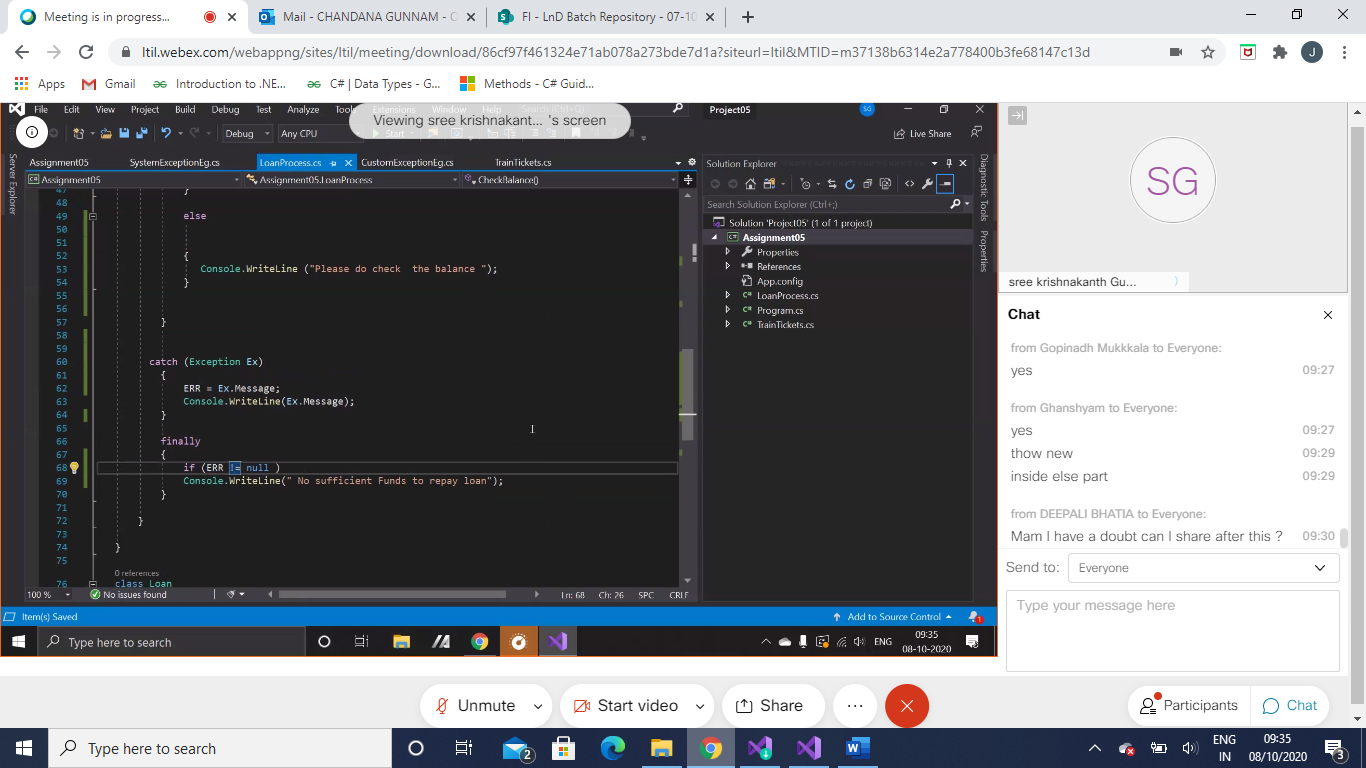 Meeting is in progress...
Mail - CHANDANA GUNNAM - C
FI - LnD Batch Repository - 07-10
ltil.webex.com/webappng/sites/ltil/meeting/download/86cf97f461324e71ab078a273bde7d1a?siteurl=ltil&MTID=m37138b6314e2a778400b3fe68147c13d
J
Apps
Gmail
Introduction to .NE...
C# | Data Types - G...
Methods - C# Guid...
File Edit View Project Build Debug Test Analyze Tools Extensions Window Help Search (Ctrl+Q)
Project05
SG
Viewing sree krishnakant... 's screen
Debug
Any CPU
Start
Live Share
Server Explorer
Assignment05
SystemExceptionEg.cs
LoanProcess.cs
CustomExceptionEg.cs
TrainTickets.cs
Assignment05
Assignment05.LoanProcess
CheckBalance()
47 }
48
49 else
50
51
52 {
53 Console.WriteLine ("Please do check  the balance ");
54 }
55
56
57 }
58
59
60 catch (Exception Ex)
61 {
62 ERR = Ex.Message;
63 Console.WriteLine(Ex.Message);
64 }
65
66 finally
67 {
68 if (ERR != null )
69 Console.WriteLine(" No sufficient Funds to repay loan");
70 }
71
72 }
73
74 }
75
0 references
76 class Loan
100 %
No issues found
Ln: 68 Ch: 26 SPC CRLF
Solution Explorer
Search Solution Explorer (Ctrl+;)
Solution 'Project05' (1 of 1 project)
Assignment05
Properties
References
App.config
LoanProcess.cs
Program.cs
TrainTickets.cs
Diagnostic Tools
Properties
Item(s) Saved
Add to Source Control
1
Type here to search
ENG
09:35
08-10-2020
SG
sree krishnakanth Gu...
Chat
from Gopinadh Mukkkala to Everyone:
yes 09:27
from Ghanshyam to Everyone:
yes 09:27
thow new 09:29
inside else part 09:29
from DEEPALI BHATIA to Everyone:
Mam I have a doubt can I share after this ? 09:30
Send to:
Everyone
Type your message here
Unmute
Start video
Share
Participants
Chat
Type here to search
2
ENG
IN
09:35
08/10/2020
3